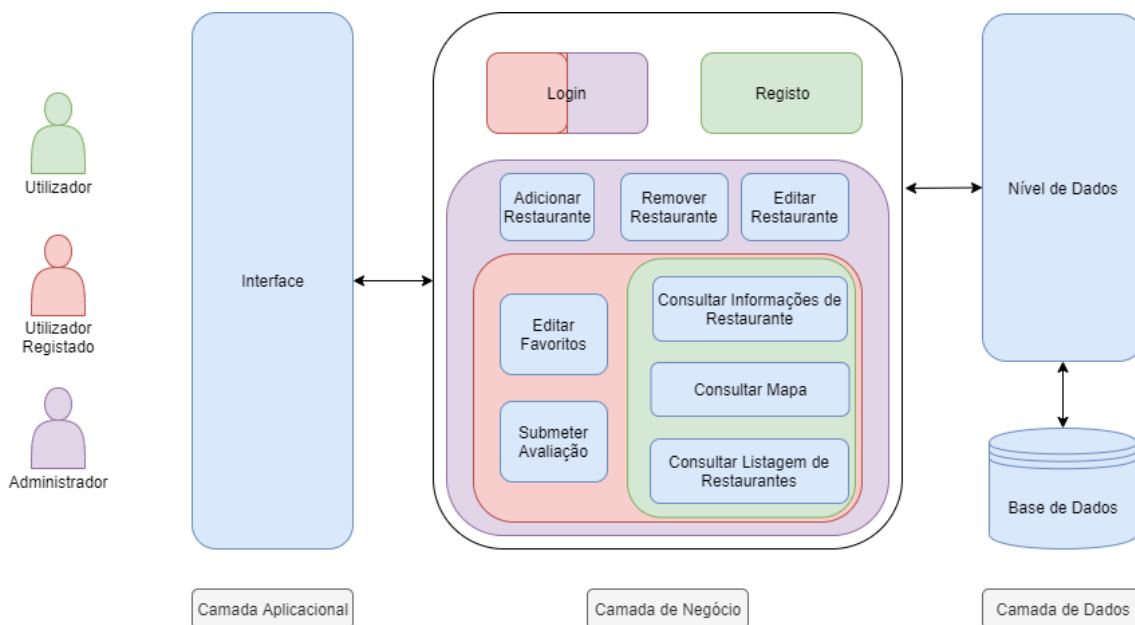 Utilizador
Utilizador
Registado
Administrador
Interface
Login
Registo
Adicionar
Restaurante
Remover
Restaurante
Editar
Restaurante
Editar
Favoritos
Submeter
Avaliação
Consultar Informações de
Restaurante
Consultar Mapa
Consultar Listagem de
Restaurantes
Nível de Dados
Base de Dados
Camada Aplicacional
Camada de Negócio
Camada de Dados